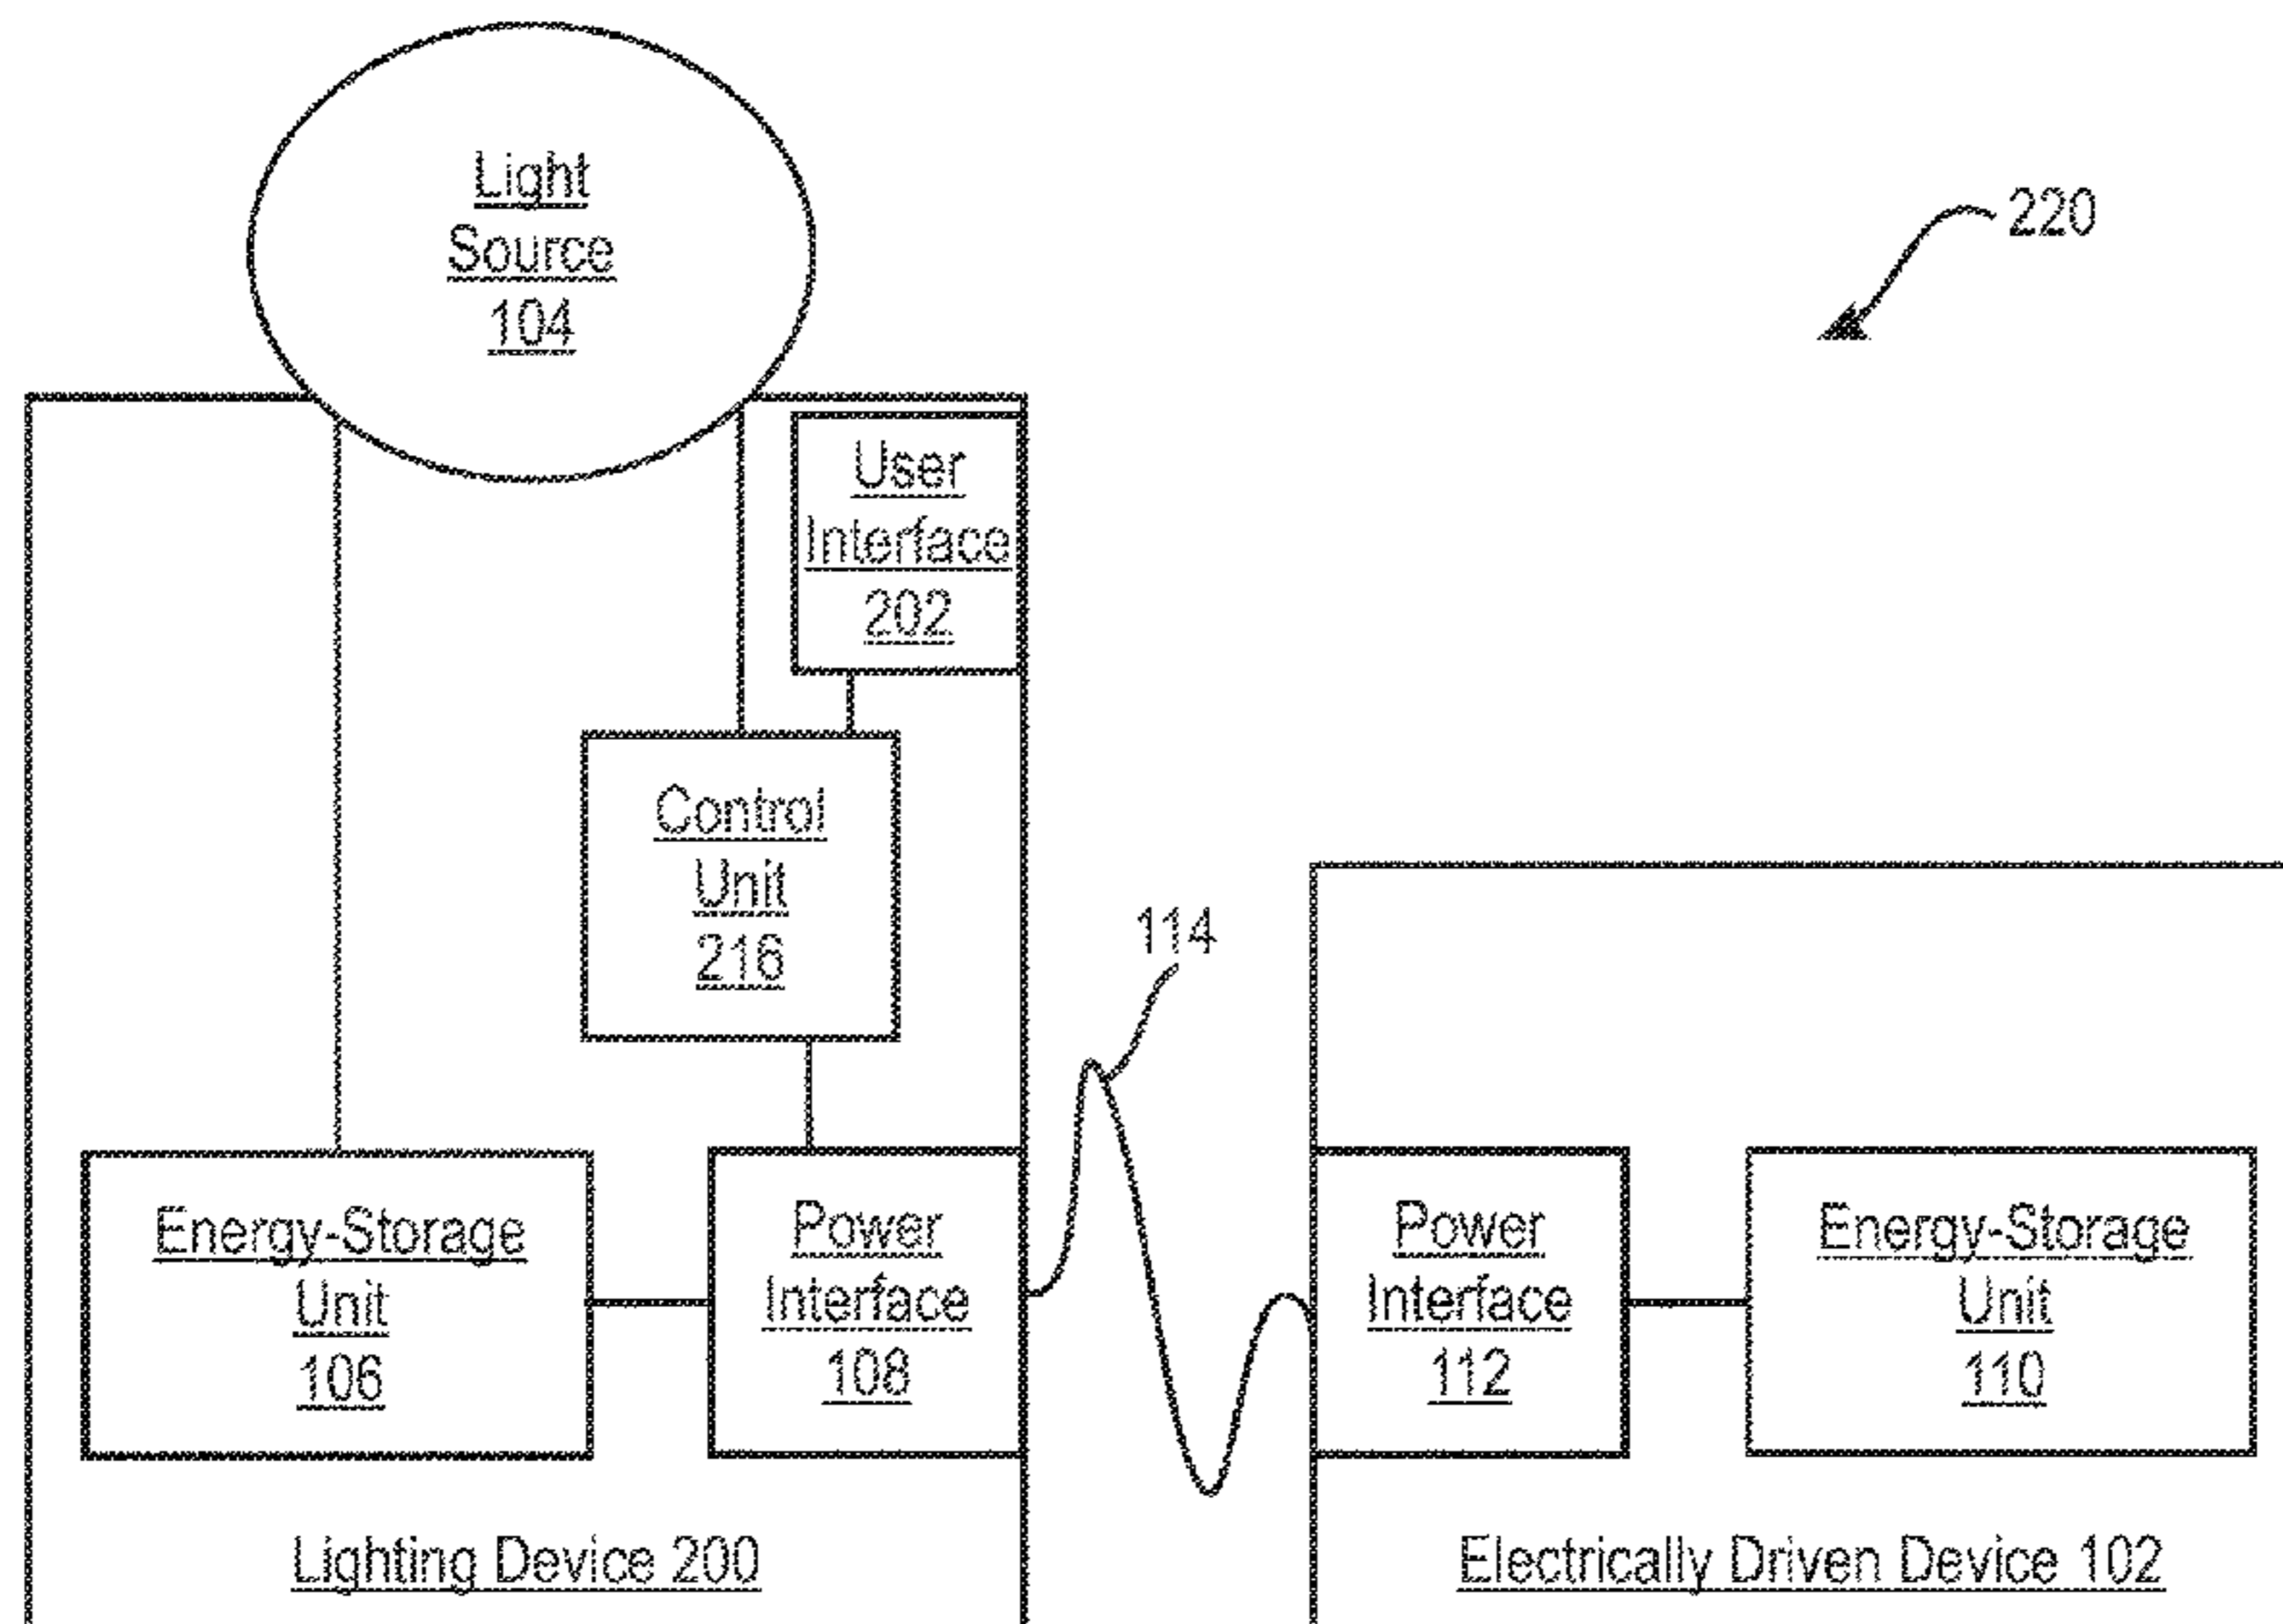 Light
Source
104
220
User
Interface
202
Control
Unit
216
114
Energy-Storage
Unit
106
Power
Interface
108
Power
Interface
112
Energy-Storage
Unit
110
Lighting Device 200
Electrically Driven Device 102